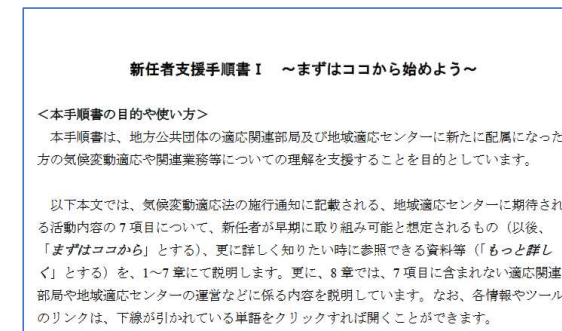 新任者支援手順書Ⅰ　～まずはココから始めよう～
＜本手順書の目的や使い方＞
本手順書は、地方公共団体の適応関連部局及び地域適応センターに新たに配属になった
方の気候変動適応や関連業務等についての理解を支援することを目的としています。
以下本文では、気候変動適応法の施行通知に記載される、地域適応センターに期待され
る活動内容の7項目について、新任者が早期に取り組み可能と想定されるもの（以後、
「まずはココから」とする）、更に詳しく知りたい時に参照できる資料等（「もっと詳し
く」とする）を、1～7章にて説明します。更に、8章では、7項目に含まれない適応関連
部局や地域適応センターの運営などに係る内容を説明しています。なお、各情報やツール
のリンクは、下線が引かれている単語をクリックすれば開くことができます。